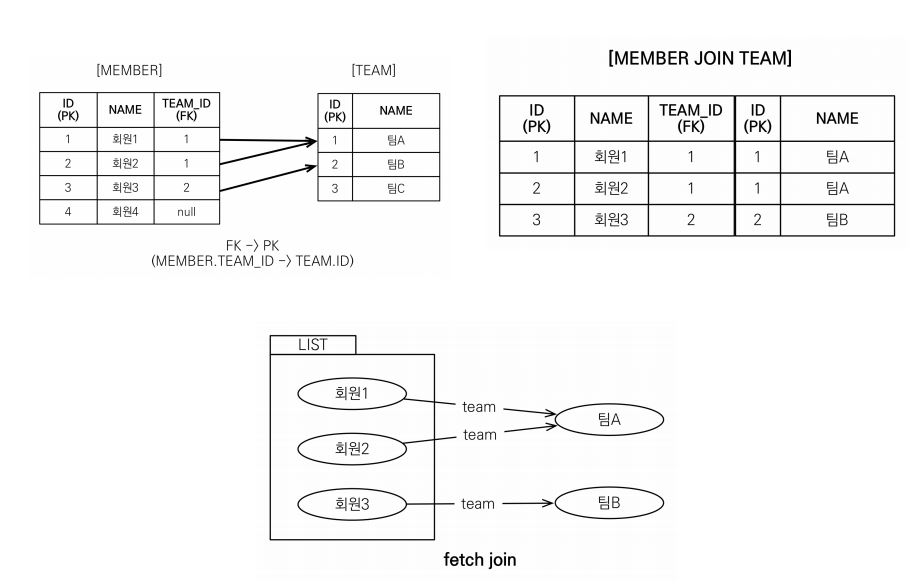 [MEMBER]
ID (PK) NAME TEAM_ID (FK)
1 회원1 1
2 회원2 1
3 회원3 2
4 회원4 null
[TEAM]
ID (PK) NAME
1 팀A
2 팀B
3 팀C
FK -> PK
(MEMBER.TEAM_ID -> TEAM.ID)
[MEMBER JOIN TEAM]
ID (PK) NAME TEAM_ID (FK) ID (PK) NAME
1 회원1 1 1 팀A
2 회원2 1 1 팀A
3 회원3 2 2 팀B
LIST
회원1 team 팀A
회원2 team
회원3 team 팀B
fetch join